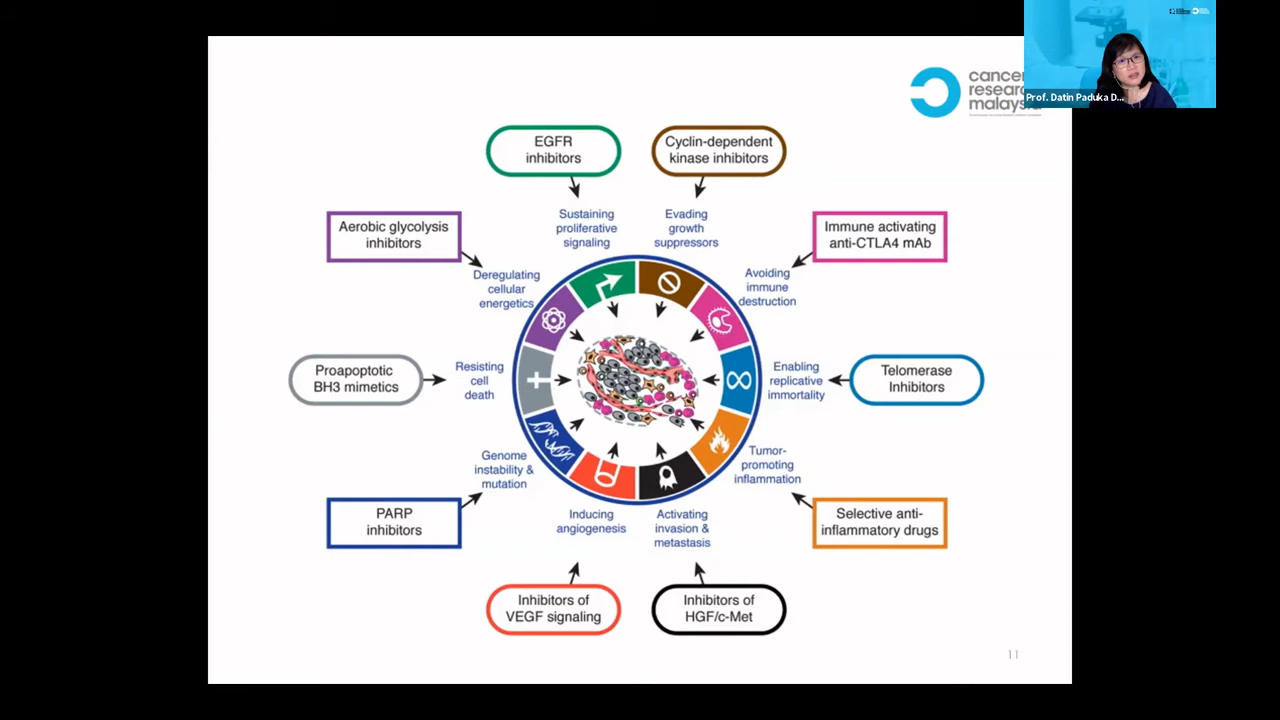 cancer
research
malaysia
Prof. Datin Paduka D...
EGFR
inhibitors
Cyclin-dependent
kinase inhibitors
Aerobic glycolysis
inhibitors
Sustaining
proliferative
signaling
Evading
growth
suppressors
Immune activating
anti-CTLA4 mAb
Deregulating
cellular
energetics
Avoiding
immune
destruction
Proapoptotic
BH3 mimetics
Resisting
cell
death
Enabling
replicative
immortality
Telomerase
Inhibitors
Genome
instability &
mutation
Tumor-
promoting
inflammation
PARP
inhibitors
Inducing
angiogenesis
Activating
invasion &
metastasis
Selective anti-
inflammatory drugs
Inhibitors of
VEGF signaling
Inhibitors of
HGF/c-Met
11